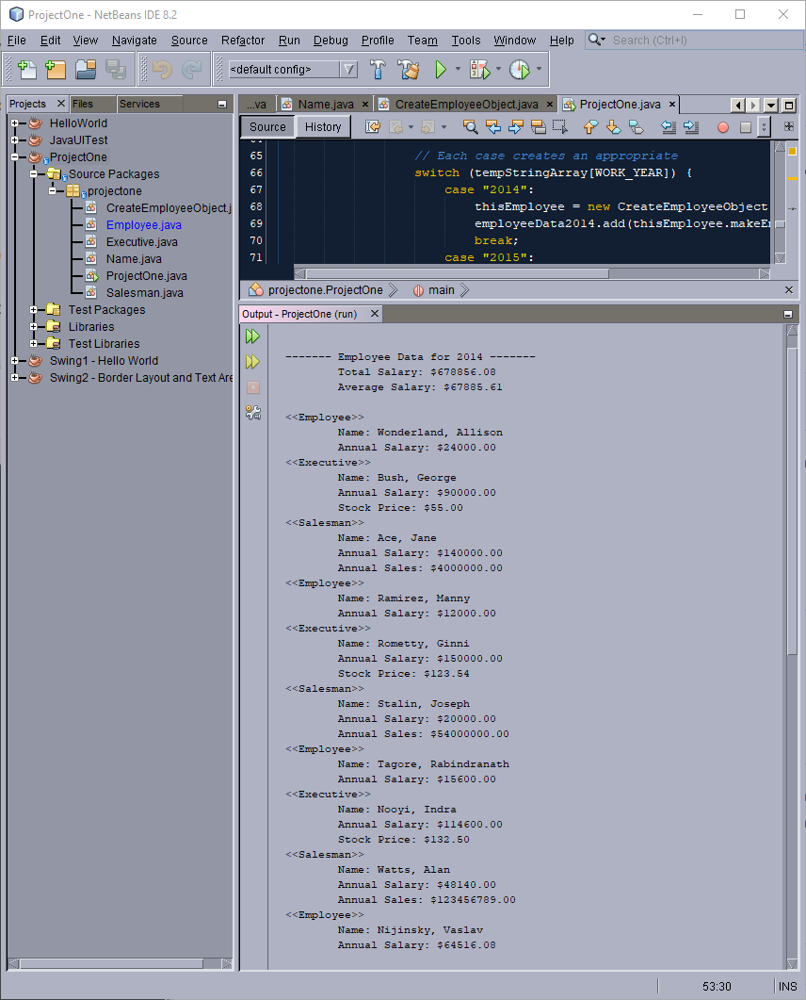 ProjectOne - NetBeans IDE 8.2
File Edit View Navigate Source Refactor Run Debug Profile Team Tools Window Help Search (Ctrl+I)
<default config>
Projects Files Services
HelloWorld
JavaUITest
ProjectOne
Source Packages
projectone
CreateEmployeeObject.j
Employee.java
Executive.java
Name.java
ProjectOne.java
Salesman.java
Test Packages
Libraries
Test Libraries
Swing1 - Hello World
Swing2 - Border Layout and Text Are
...va Name.java CreateEmployeeObject.java ProjectOne.java
Source History
65 // Each case creates an appropriate
66 switch (tempStringArray[WORK_YEAR]) {
67 case "2014":
68 thisEmployee = new CreateEmployeeObject
69 employeeData2014.add(thisEmployee.makeEm
70 break;
71 case "2015":
projectone.ProjectOne main
Output - ProjectOne (run)
------- Employee Data for 2014 -------
Total Salary: $678856.08
Average Salary: $67885.61
<<Employee>>
Name: Wonderland, Allison
Annual Salary: $24000.00
<<Executive>>
Name: Bush, George
Annual Salary: $90000.00
Stock Price: $55.00
<<Salesman>>
Name: Ace, Jane
Annual Salary: $140000.00
Annual Sales: $4000000.00
<<Employee>>
Name: Ramirez, Manny
Annual Salary: $12000.00
<<Executive>>
Name: Rometty, Ginni
Annual Salary: $150000.00
Stock Price: $123.54
<<Salesman>>
Name: Stalin, Joseph
Annual Salary: $20000.00
Annual Sales: $54000000.00
<<Employee>>
Name: Tagore, Rabindranath
Annual Salary: $15600.00
<<Executive>>
Name: Nooyi, Indra
Annual Salary: $114600.00
Stock Price: $132.50
<<Salesman>>
Name: Watts, Alan
Annual Salary: $48140.00
Annual Sales: $123456789.00
<<Employee>>
Name: Nijinsky, Vaslav
Annual Salary: $64516.08
53:30 INS